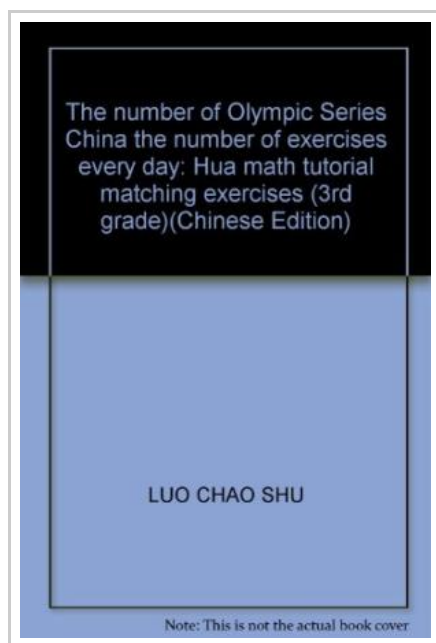 The number of Olympic Series
China the number of exercises
every day: Hua math tutorial
matching exercises (3rd
grade)(Chinese Edition)
LUO CHAO SHU
Note: This is not the actual book cover